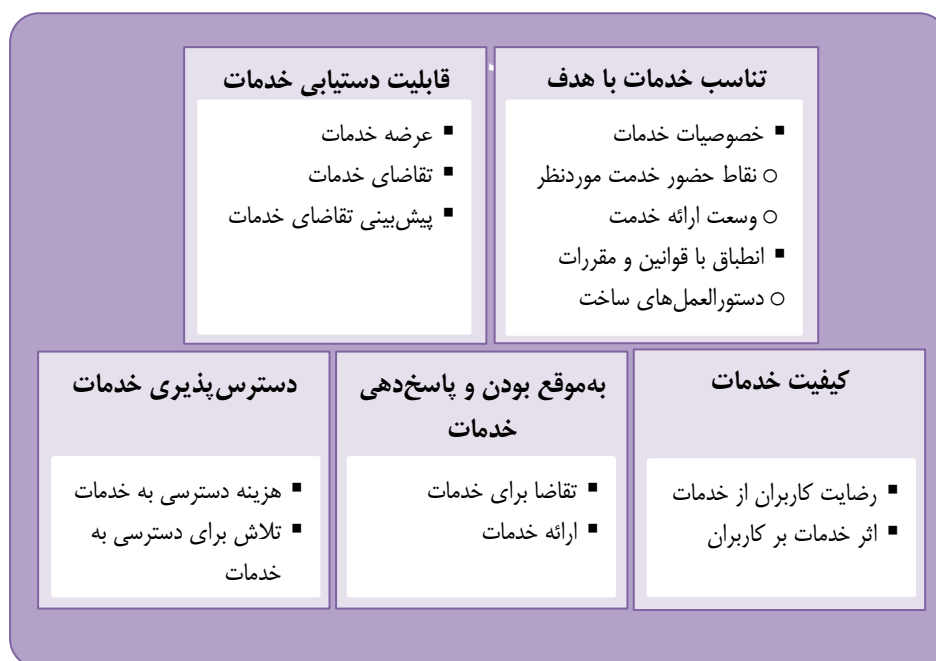 تناسب خدمات با هدف
▪ خصوصیات خدمات
○ نقاط حضور خدمت موردنظر
○ وسعت ارائه خدمت
▪ انطباق با قوانین و مقررات
○ دستورالعمل‌های ساخت
قابلیت دستیابی خدمات
▪ عرضه خدمات
▪ تقاضای خدمات
▪ پیش‌بینی تقاضای خدمات
کیفیت خدمات
▪ رضایت کاربران از خدمات
▪ اثر خدمات بر کاربران
به‌موقع بودن و پاسخ‌دهی
خدمات
▪ تقاضا برای خدمات
▪ ارائه خدمات
دسترس‌پذیری خدمات
▪ هزینه دسترسی به خدمات
▪ تلاش برای دسترسی به
خدمات